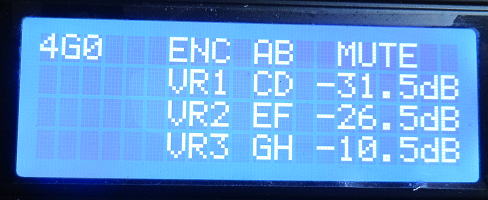 4G0 ENC AB MUTE
VR1 CD -31.5dB
VR2 EF -26.5dB
VR3 GH -10.5dB